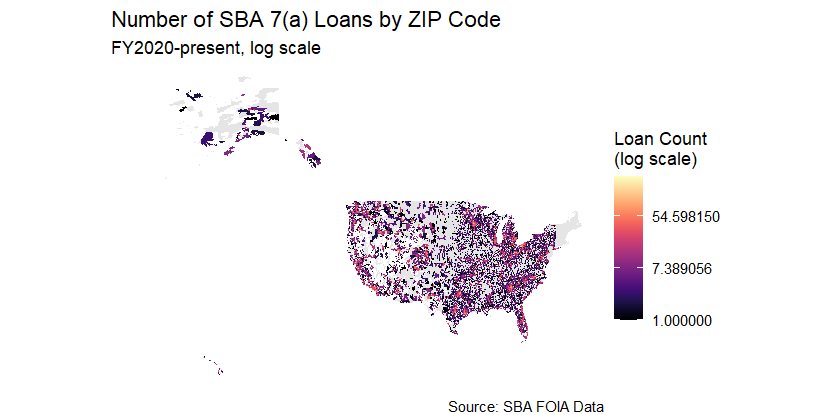 Number of SBA 7(a) Loans by ZIP Code
FY2020-present, log scale
Loan Count
(log scale)
54.598150
7.389056
1.000000
Source: SBA FOIA Data